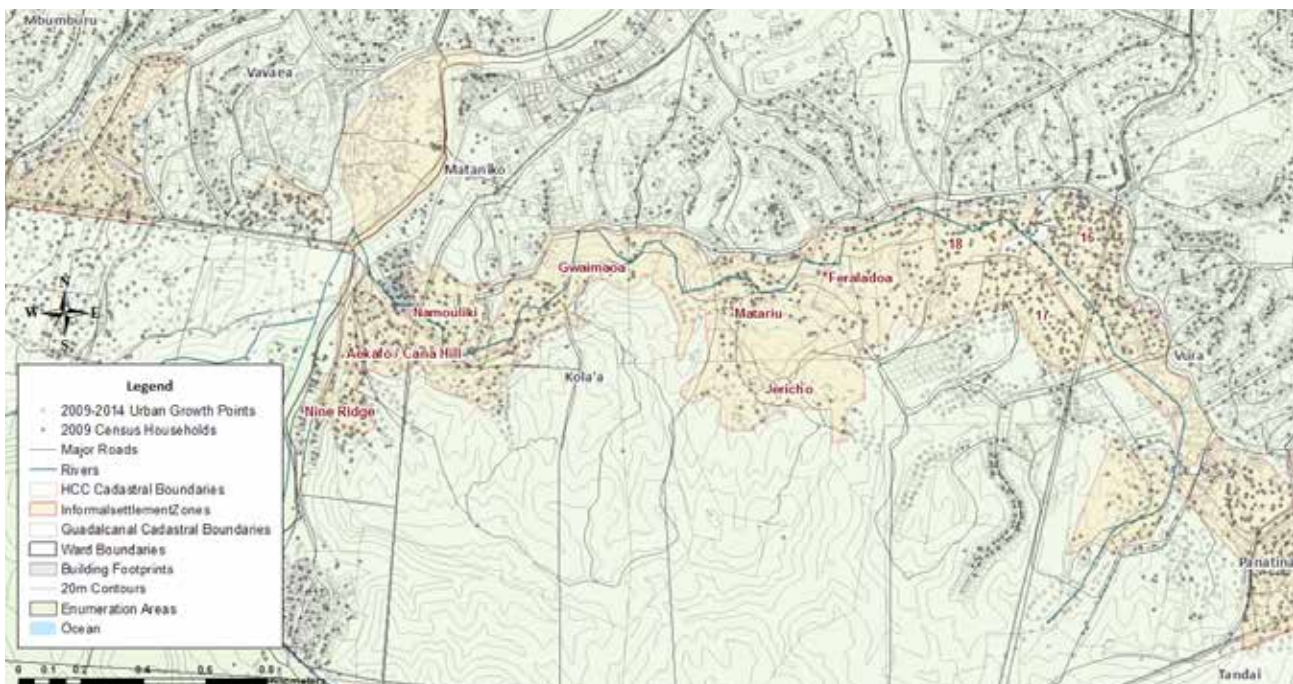 Mbumburu
Vavaea
Mataniko
18
16
Gwaimaoa
Feraladoa
Namouliki
Matariu
17
Aekafo / Cana Hill
Vura
Kola'a
Jericho
Nine Ridge
Panatina
Tandai
N
W E
S
Legend
2009-2014 Urban Growth Points
2009 Census Households
Major Roads
Rivers
HCC Cadastral Boundaries
InformalsettlementZones
Guadalcanal Cadastral Boundaries
Ward Boundaries
Building Footprints
20m Contours
Enumeration Areas
Ocean
0 0.1 0.2 0.4 0.6 0.8
Kilometers